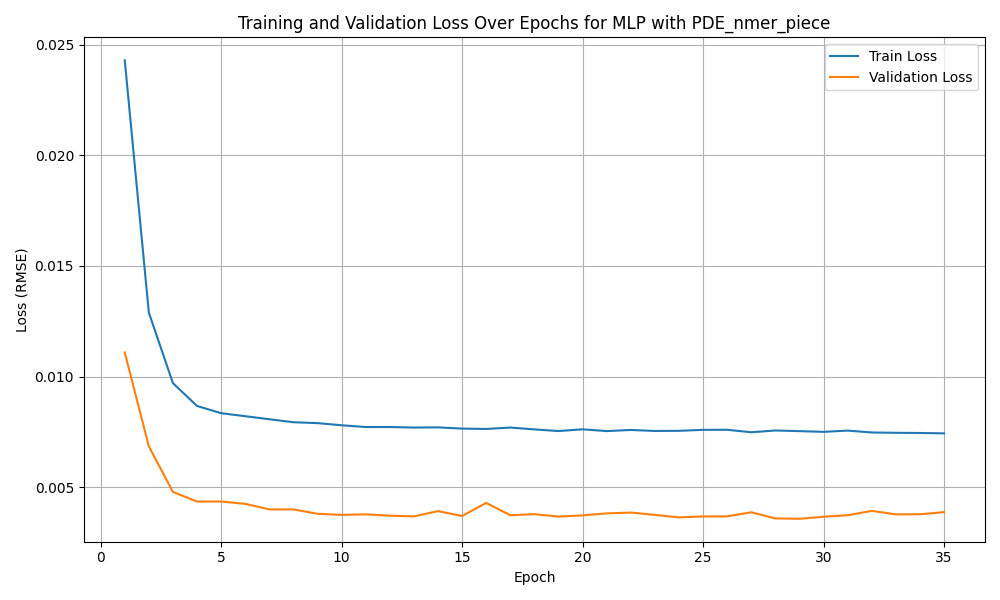 Training and Validation Loss Over Epochs for MLP with PDE_nmer_piece
Train Loss
Validation Loss
Loss (RMSE)
0.025
0.020
0.015
0.010
0.005
0
5
10
15
20
25
30
35
Epoch